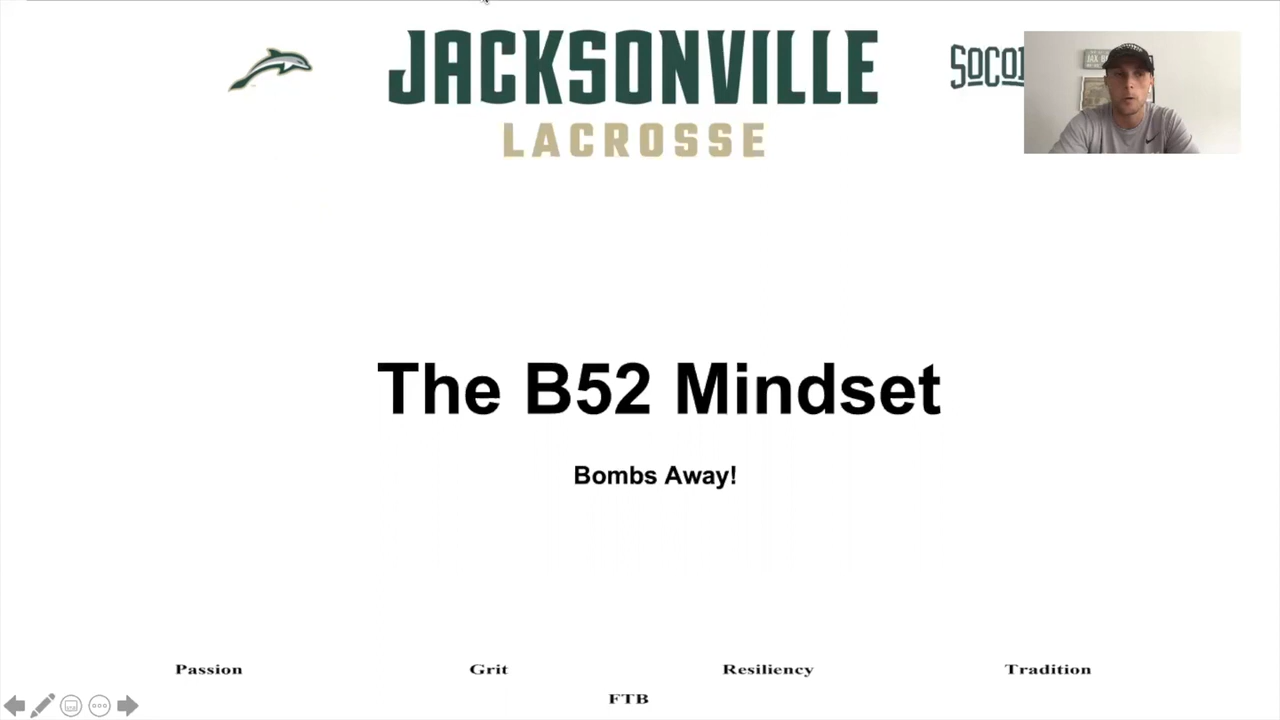 JACKSONVILLE
LACROSSE
The B52 Mindset
Bombs Away!
Passion Grit Resiliency Tradition
FTB